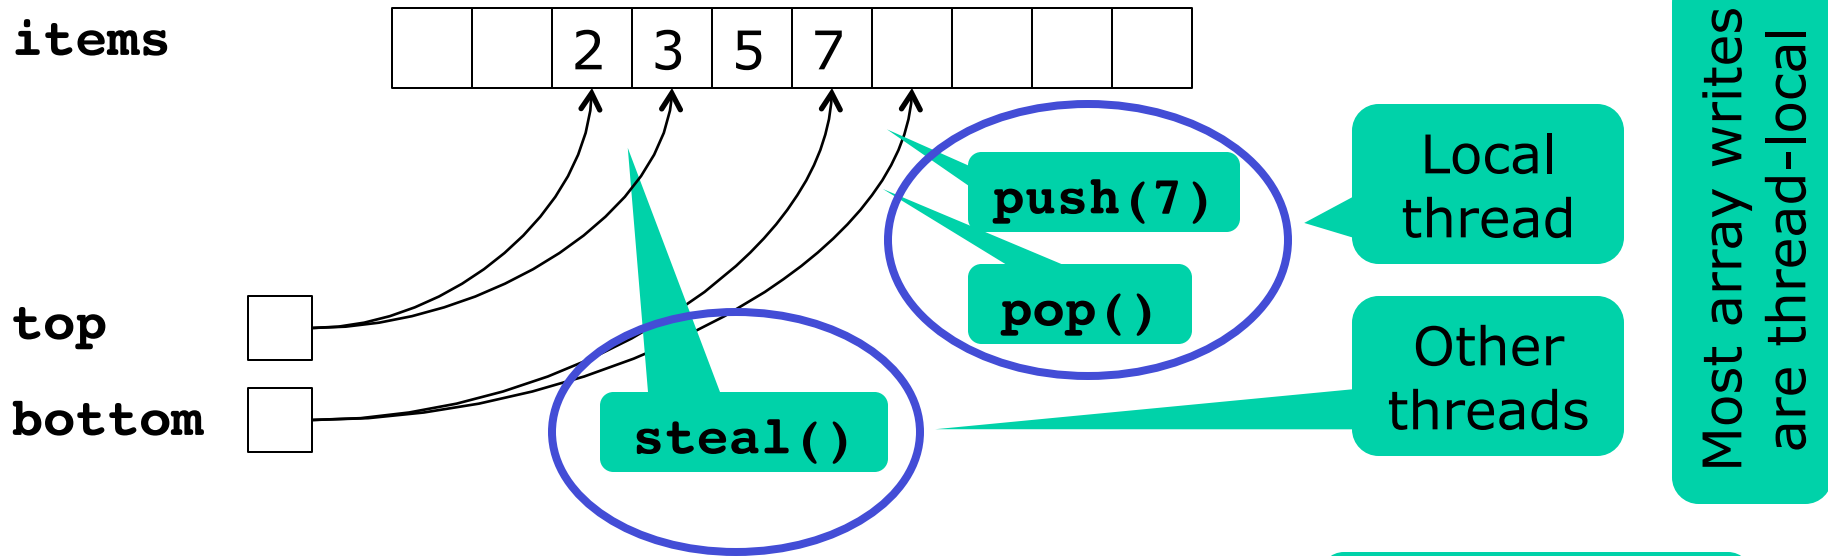 items
2 3 5 7
push(7)
Local
thread
pop()
top
Other
threads
bottom
steal()
Most array writes
are thread-local